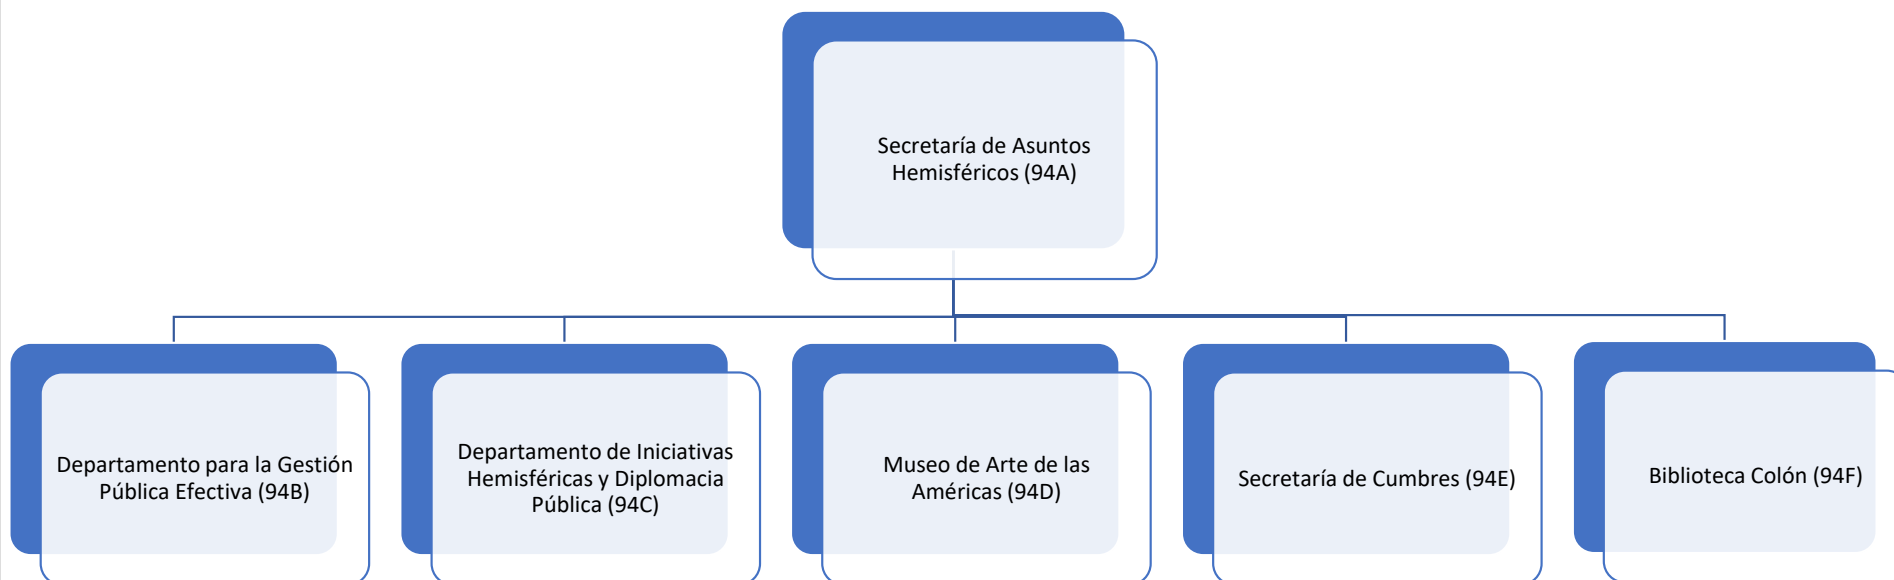 Secretaría de Asuntos
Hemisféricos (94A)
Departamento para la Gestión
Pública Efectiva (94B)
Departamento de Iniciativas
Hemisféricas y Diplomacia
Pública (94C)
Museo de Arte de las
Américas (94D)
Secretaría de Cumbres (94E)
Biblioteca Colón (94F)